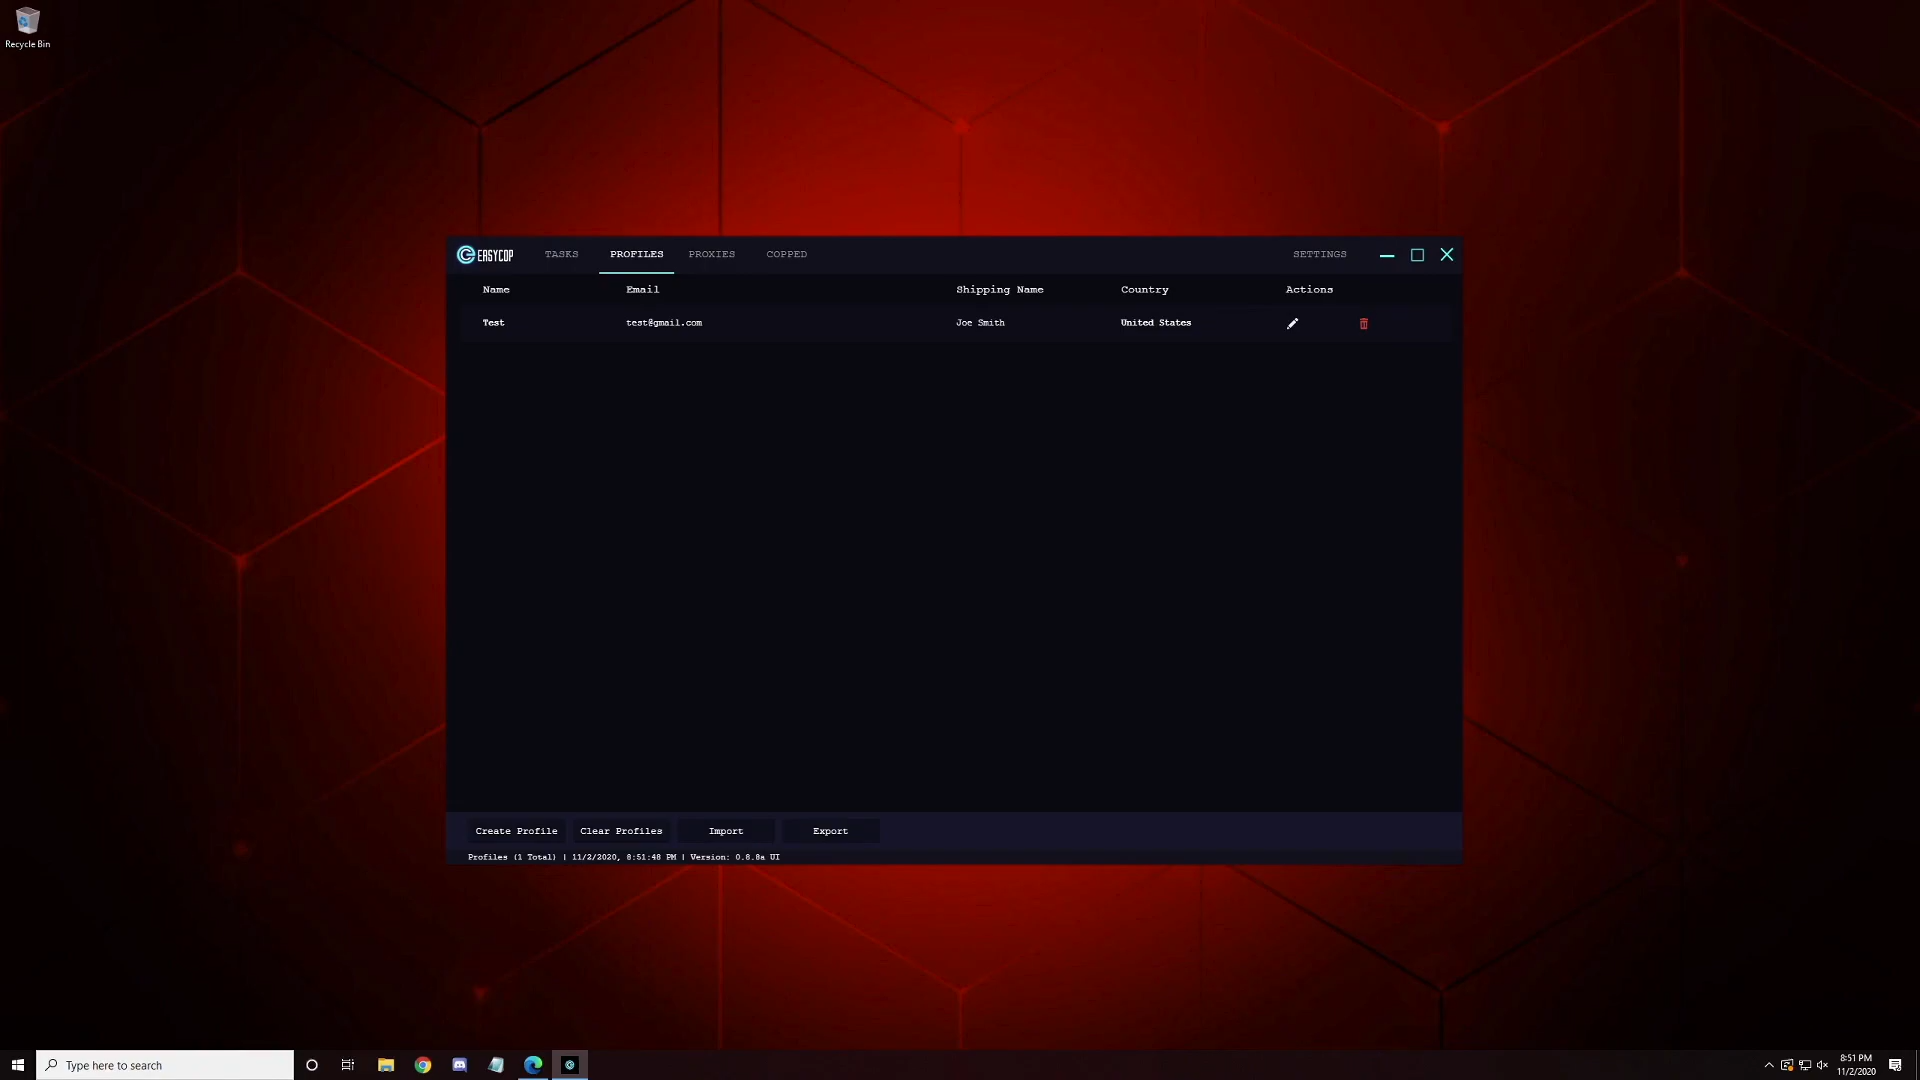 Recycle Bin
EASYCOP TASKS PROFILES PROXIES COPPED SETTINGS
Name Email Shipping Name Country Actions
Test test@gmail.com Joe Smith United States
Create Profile Clear Profiles Import Export
Profiles (1 Total) | 11/2/2020, 8:51:48 PM | Version: 0.8.8a UI
Type here to search
8:51 PM
11/2/2020